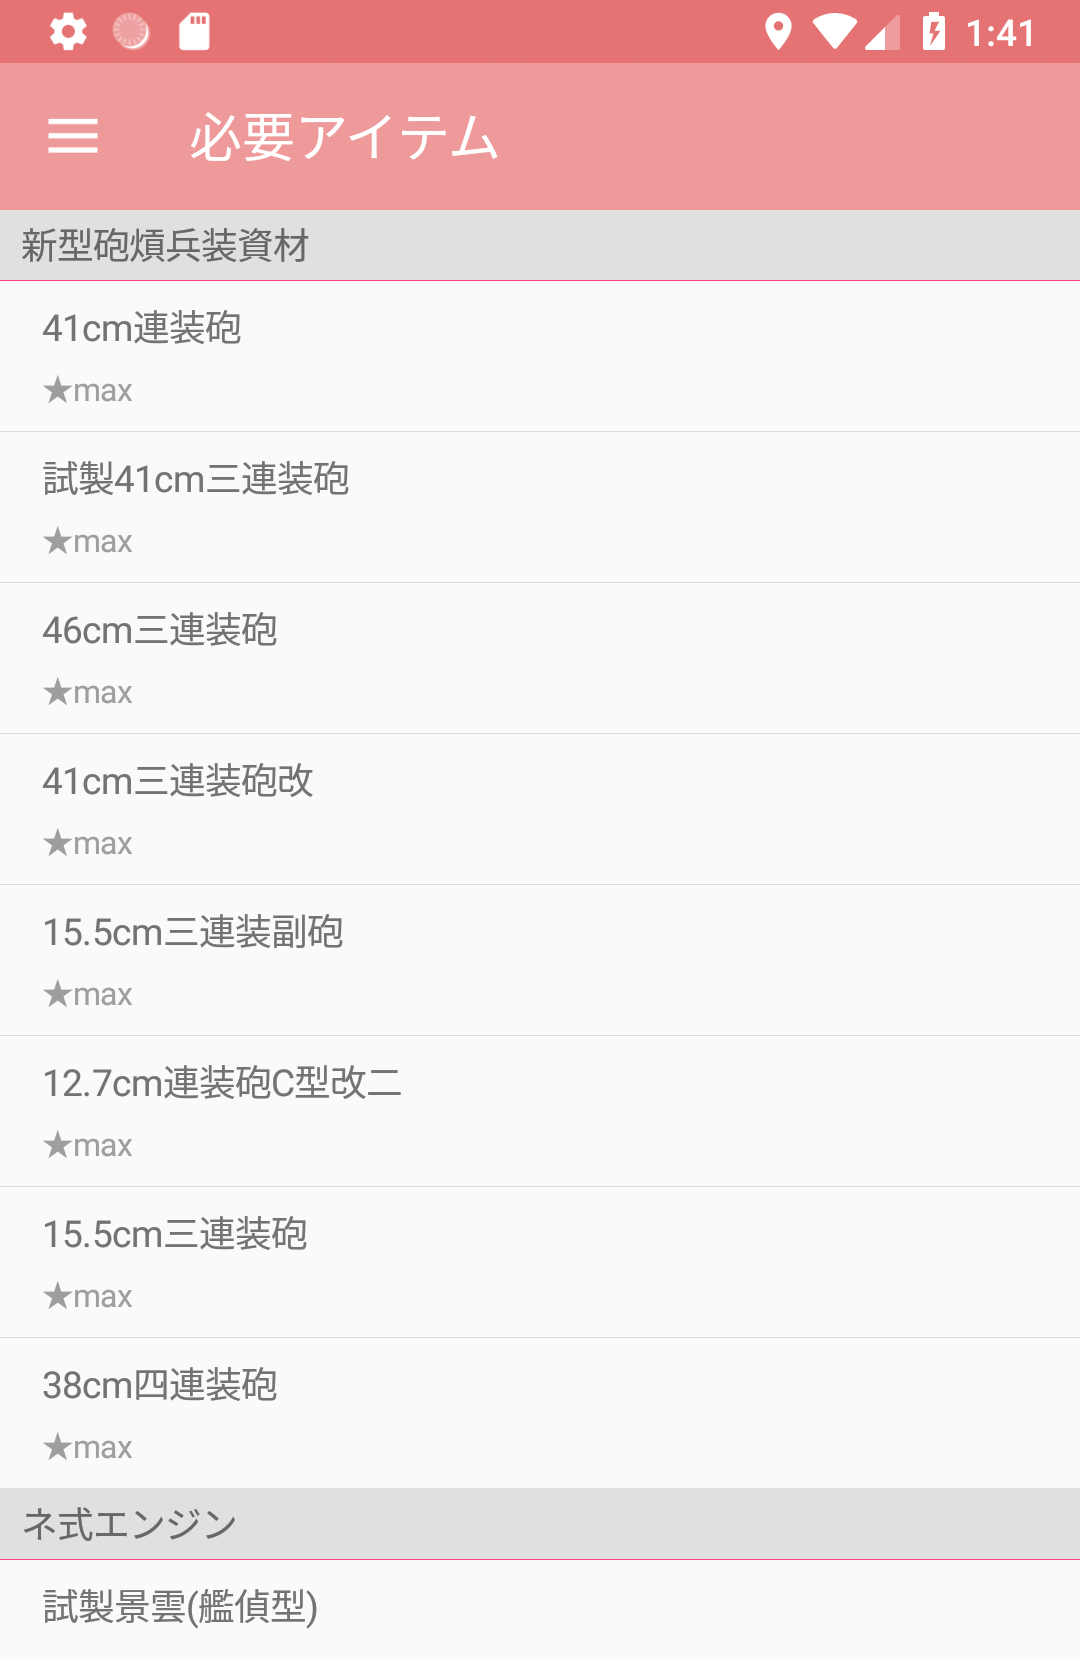 1:41
必要アイテム
新型砲熕兵装資材
41cm連装砲
★max
試製41cm三連装砲
★max
46cm三連装砲
★max
41cm三連装砲改
★max
15.5cm三連装副砲
★max
12.7cm連装砲C型改二
★max
15.5cm三連装砲
★max
38cm四連装砲
★max
ネ式エンジン
試製景雲(艦偵型)